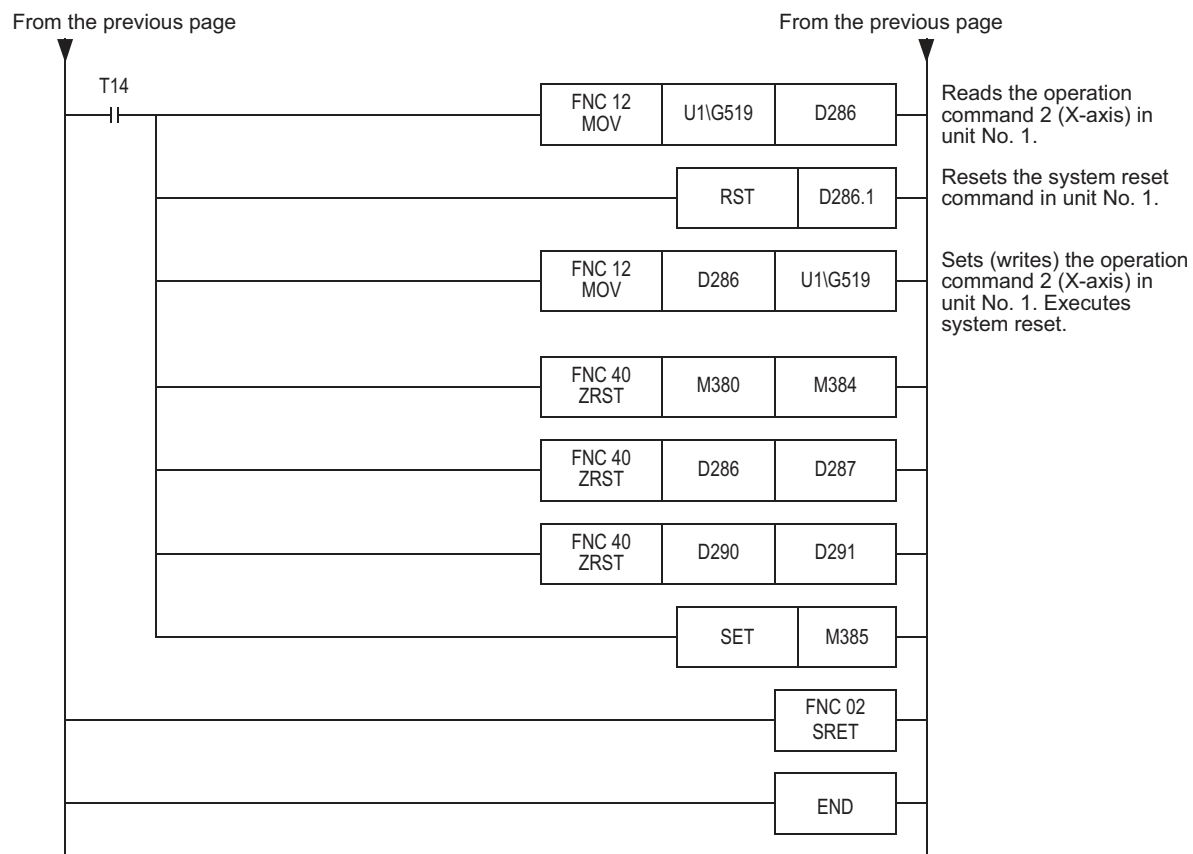 From the previous page
From the previous page
T14
FNC 12
MOV
U1\G519
D286
Reads the operation
command 2 (X-axis) in
unit No. 1.
RST
D286.1
Resets the system reset
command in unit No. 1.
FNC 12
MOV
D286
U1\G519
Sets (writes) the operation
command 2 (X-axis) in
unit No. 1. Executes
system reset.
FNC 40
ZRST
M380
M384
FNC 40
ZRST
D286
D287
FNC 40
ZRST
D290
D291
SET
M385
FNC 02
SRET
END